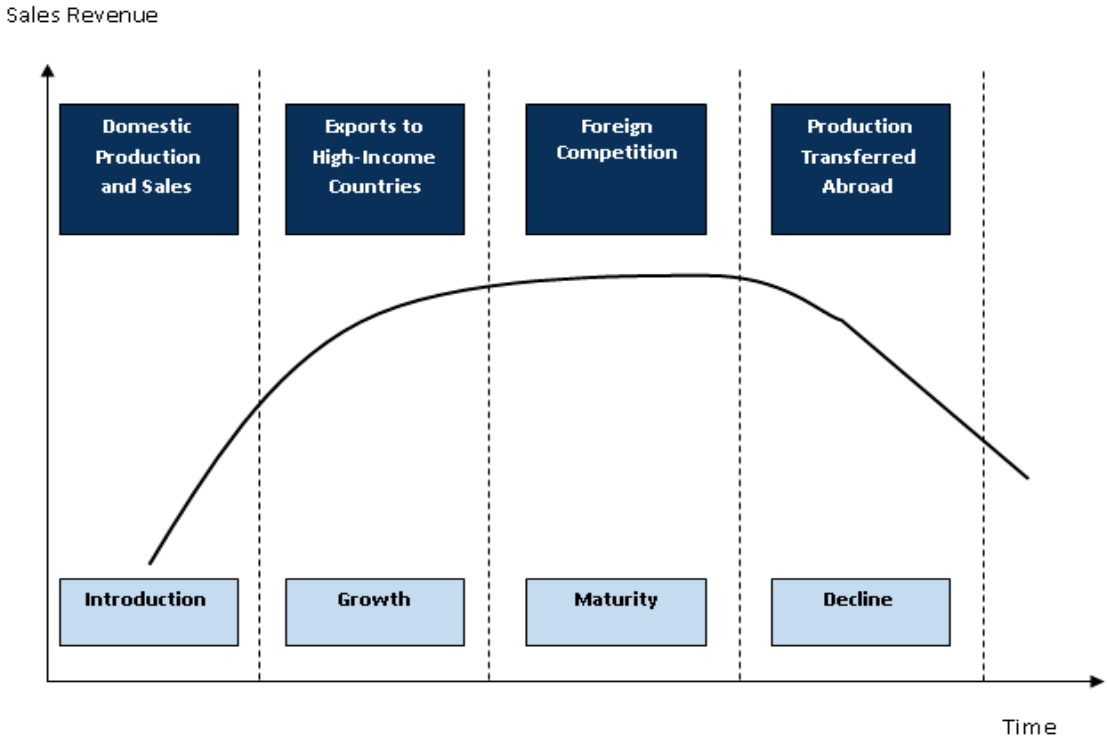 Sales Revenue
Domestic
Production
and Sales
Exports to
High-Income
Countries
Foreign
Competition
Production
Transferred
Abroad
Introduction
Growth
Maturity
Decline
Time